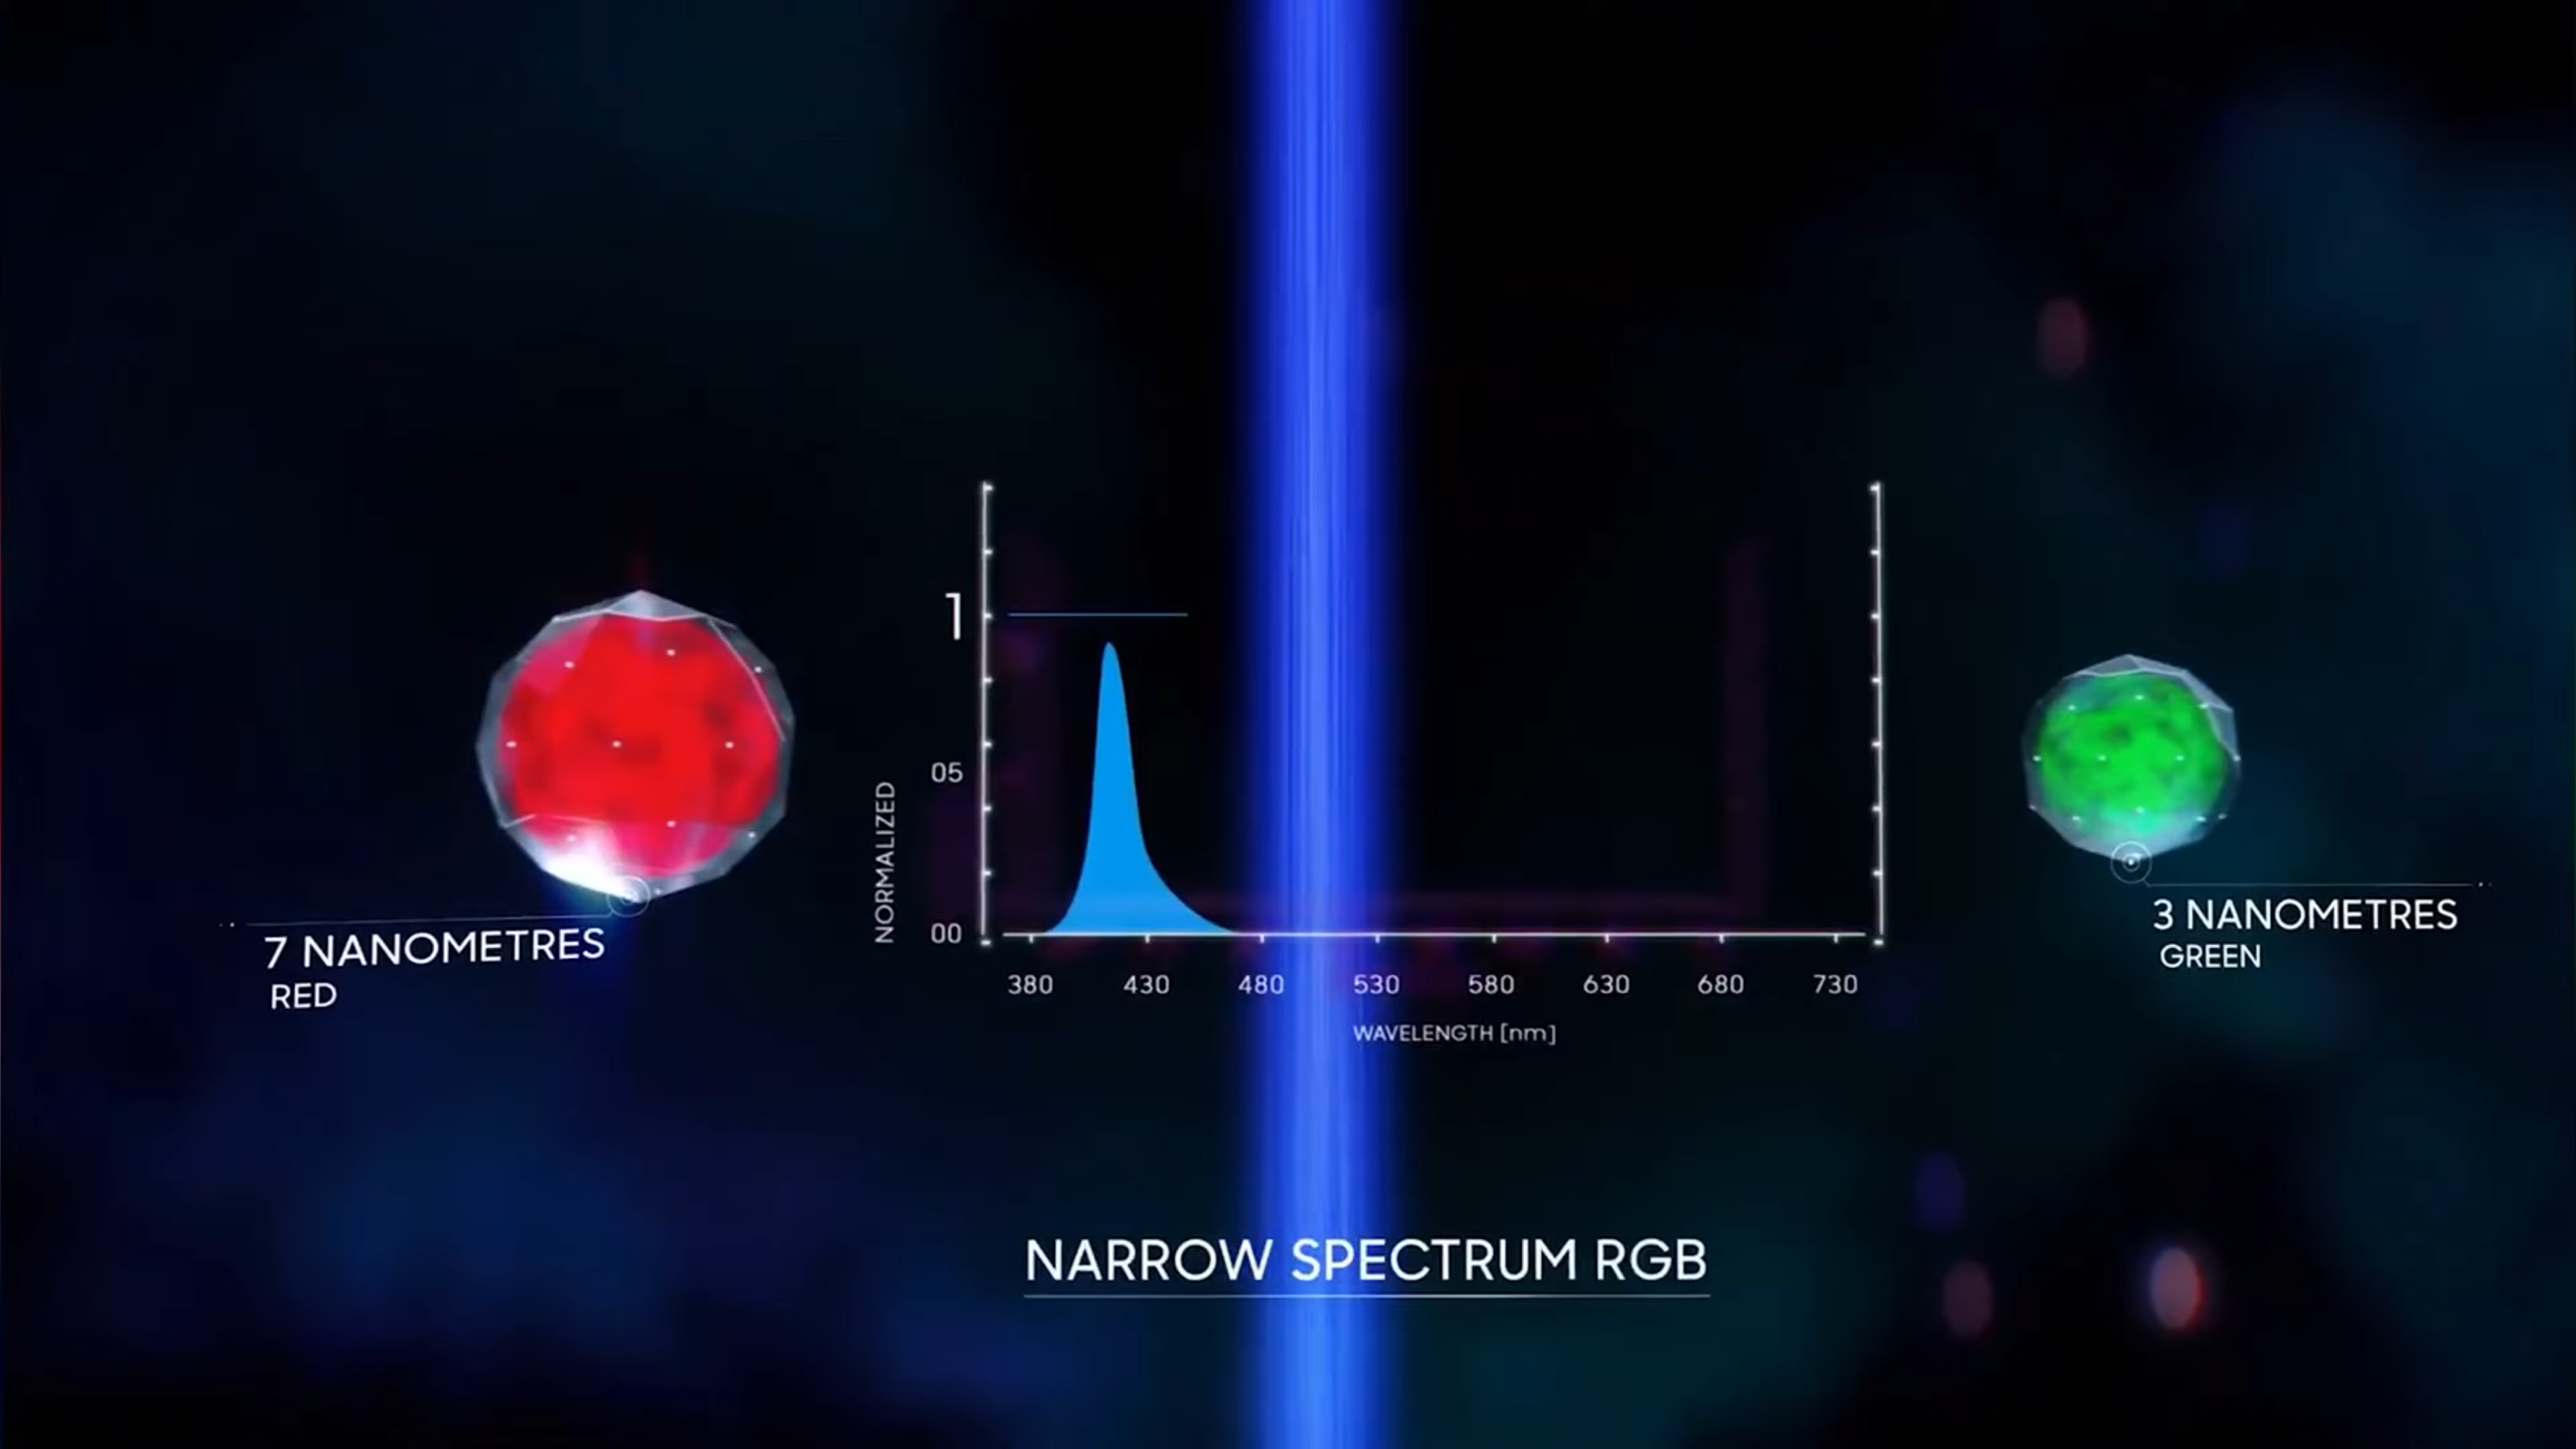 1
05
NORMALIZED
00
380 430 480 530 580 630 680 730
WAVELENGTH [nm]
7 NANOMETRES
RED
3 NANOMETRES
GREEN
NARROW SPECTRUM RGB